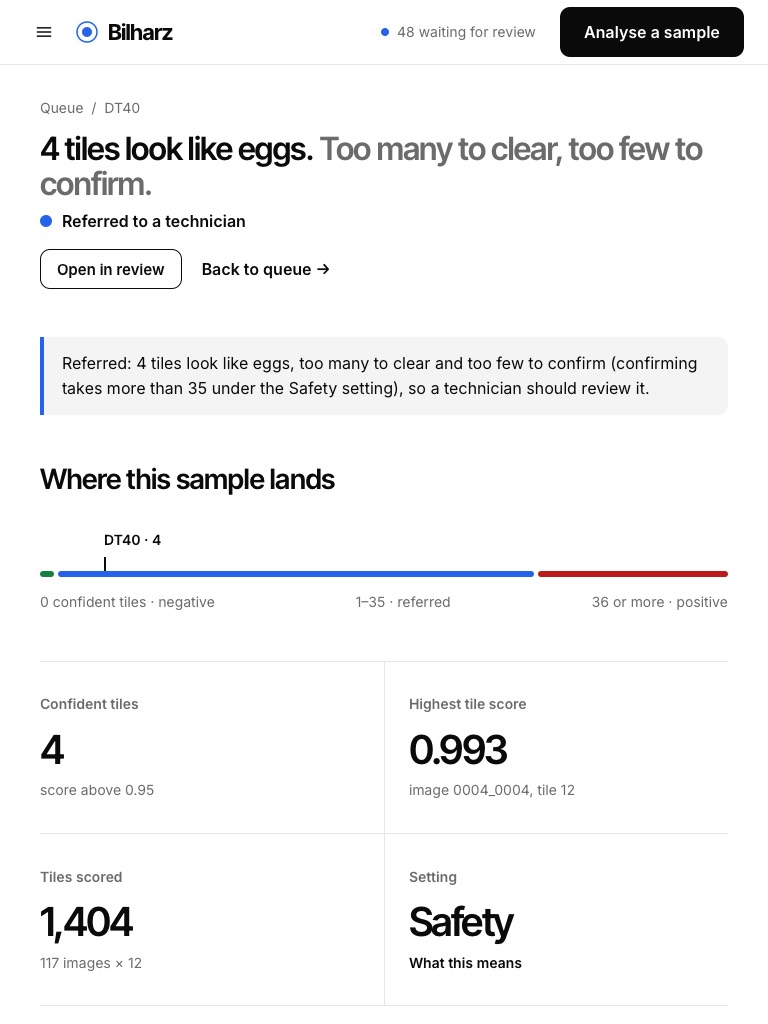 Bilharz
48 waiting for review
Analyse a sample
Queue / DT40
4 tiles look like eggs. Too many to clear, too few to
confirm.
Referred to a technician
Open in review
Back to queue →
Referred: 4 tiles look like eggs, too many to clear and too few to confirm (confirming
takes more than 35 under the Safety setting), so a technician should review it.
Where this sample lands
DT40 · 4
0 confident tiles · negative
1–35 · referred
36 or more · positive
Confident tiles
4
score above 0.95
Highest tile score
0.993
image 0004_0004, tile 12
Tiles scored
1,404
117 images × 12
Setting
Safety
What this means